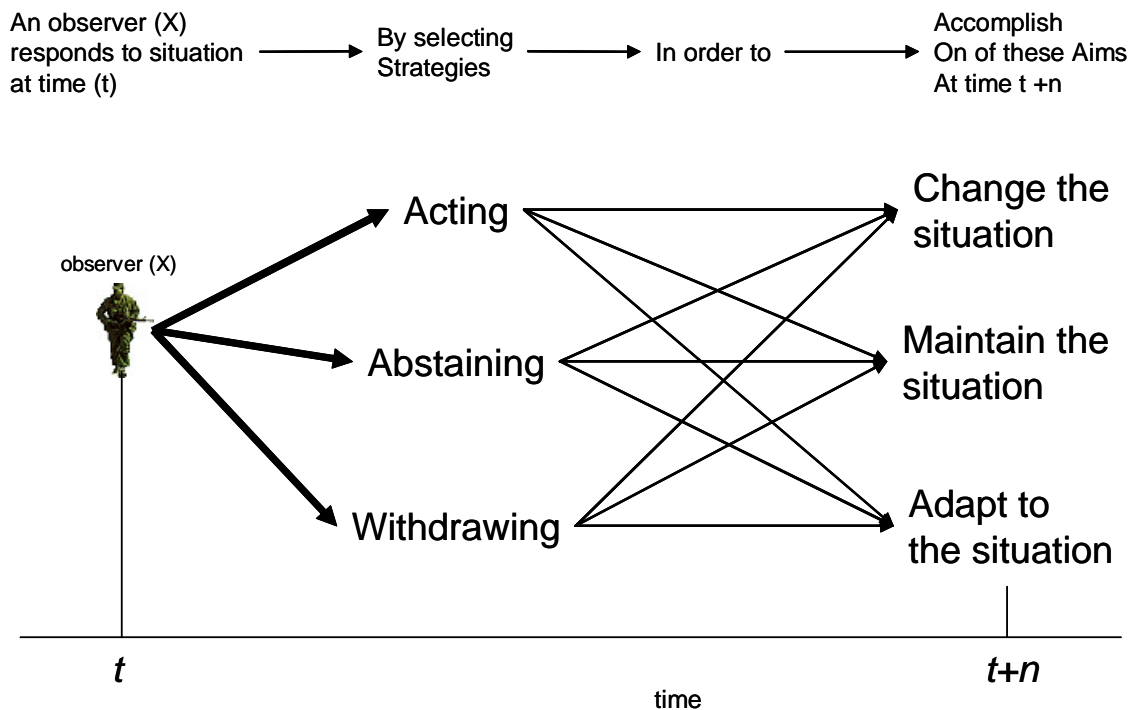 An observer (X)
responds to situation
at time (t)
By selecting
Strategies
In order to
Accomplish
On of these Aims
At time t +n
observer (X)
Acting
Abstaining
Withdrawing
Change the
situation
Maintain the
situation
Adapt to
the situation
t
t+n
time